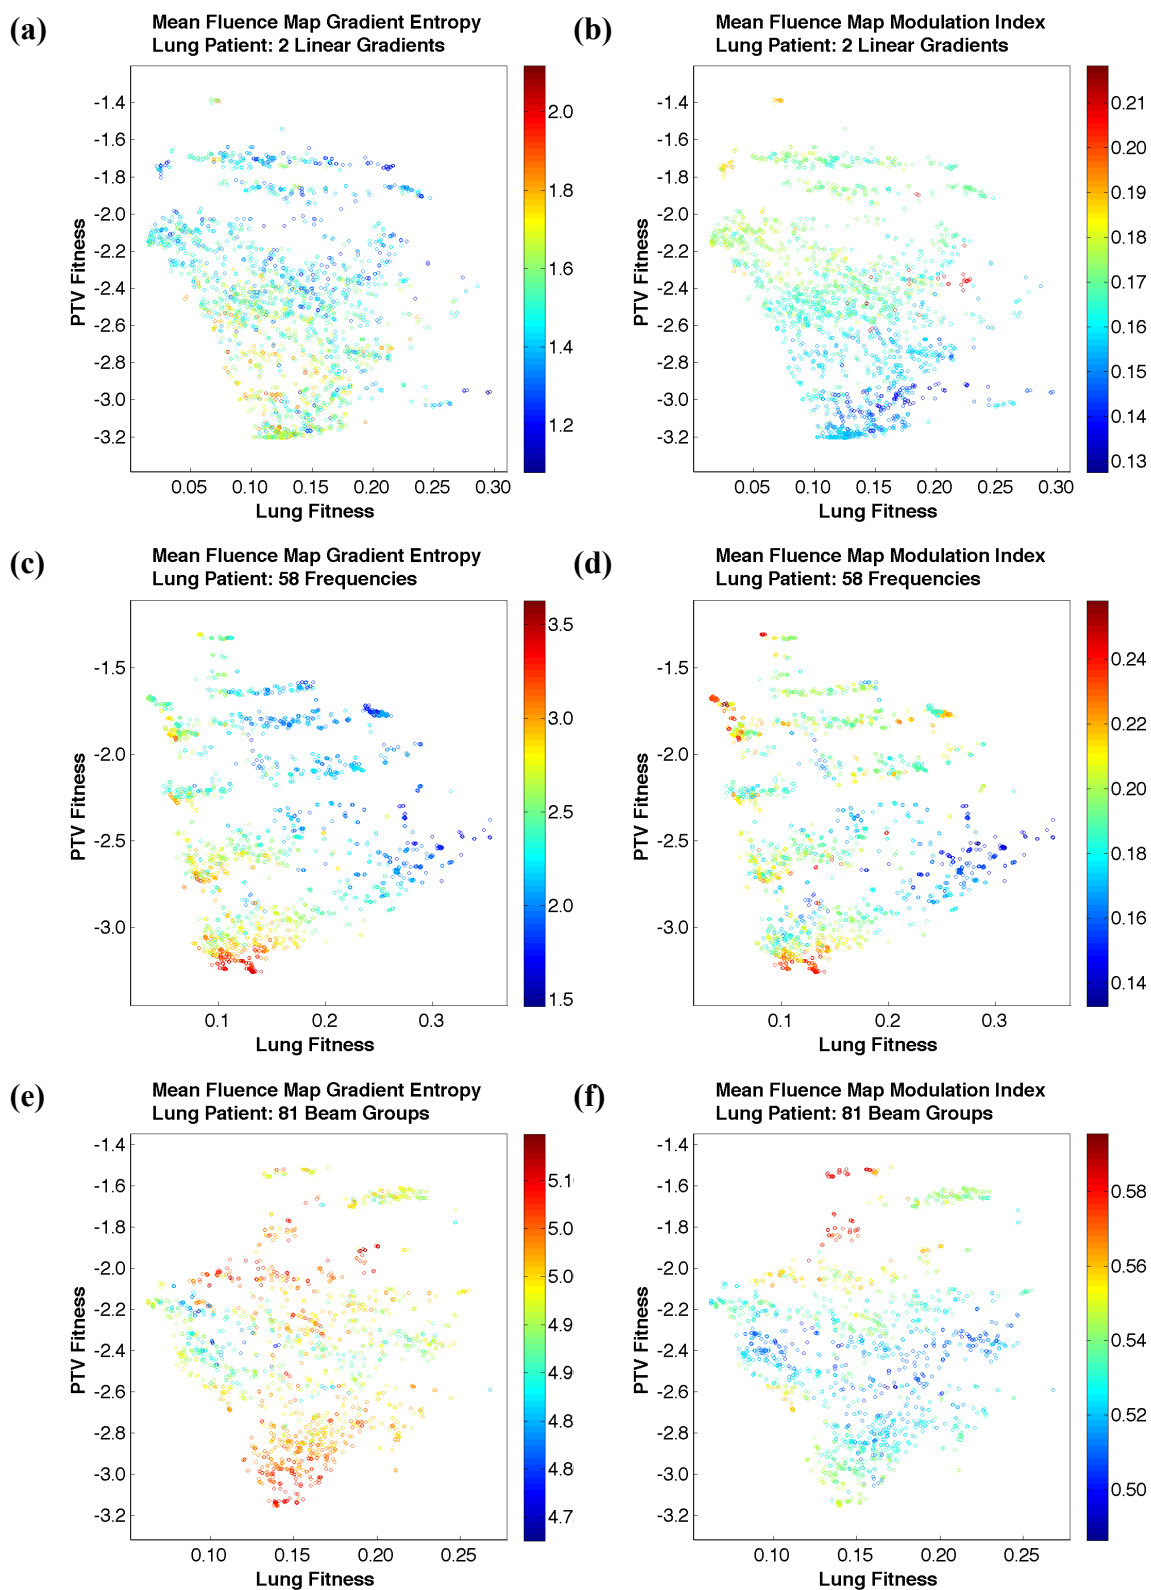 (a)
Mean Fluence Map Gradient Entropy
Lung Patient: 2 Linear Gradients
PTV Fitness
-1.4
-1.6
-1.8
-2.0
-2.2
-2.4
-2.6
-2.8
-3.0
-3.2
0.05 0.10 0.15 0.20 0.25 0.30
Lung Fitness
2.0
1.8
1.6
1.4
1.2
(b)
Mean Fluence Map Modulation Index
Lung Patient: 2 Linear Gradients
PTV Fitness
-1.4
-1.6
-1.8
-2.0
-2.2
-2.4
-2.6
-2.8
-3.0
-3.2
0.05 0.10 0.15 0.20 0.25 0.30
Lung Fitness
0.21
0.20
0.19
0.18
0.17
0.16
0.15
0.14
0.13
(c)
Mean Fluence Map Gradient Entropy
Lung Patient: 58 Frequencies
PTV Fitness
-1.5
-2.0
-2.5
-3.0
0.1 0.2 0.3
Lung Fitness
3.5
3.0
2.5
2.0
1.5
(d)
Mean Fluence Map Modulation Index
Lung Patient: 58 Frequencies
PTV Fitness
-1.5
-2.0
-2.5
-3.0
0.1 0.2 0.3
Lung Fitness
0.24
0.22
0.20
0.18
0.16
0.14
(e)
Mean Fluence Map Gradient Entropy
Lung Patient: 81 Beam Groups
PTV Fitness
-1.4
-1.6
-1.8
-2.0
-2.2
-2.4
-2.6
-2.8
-3.0
-3.2
0.10 0.15 0.20 0.25
Lung Fitness
5.1
5.0
5.0
4.9
4.9
4.8
4.8
4.7
(f)
Mean Fluence Map Modulation Index
Lung Patient: 81 Beam Groups
PTV Fitness
-1.4
-1.6
-1.8
-2.0
-2.2
-2.4
-2.6
-2.8
-3.0
-3.2
0.10 0.15 0.20 0.25
Lung Fitness
0.58
0.56
0.54
0.52
0.50